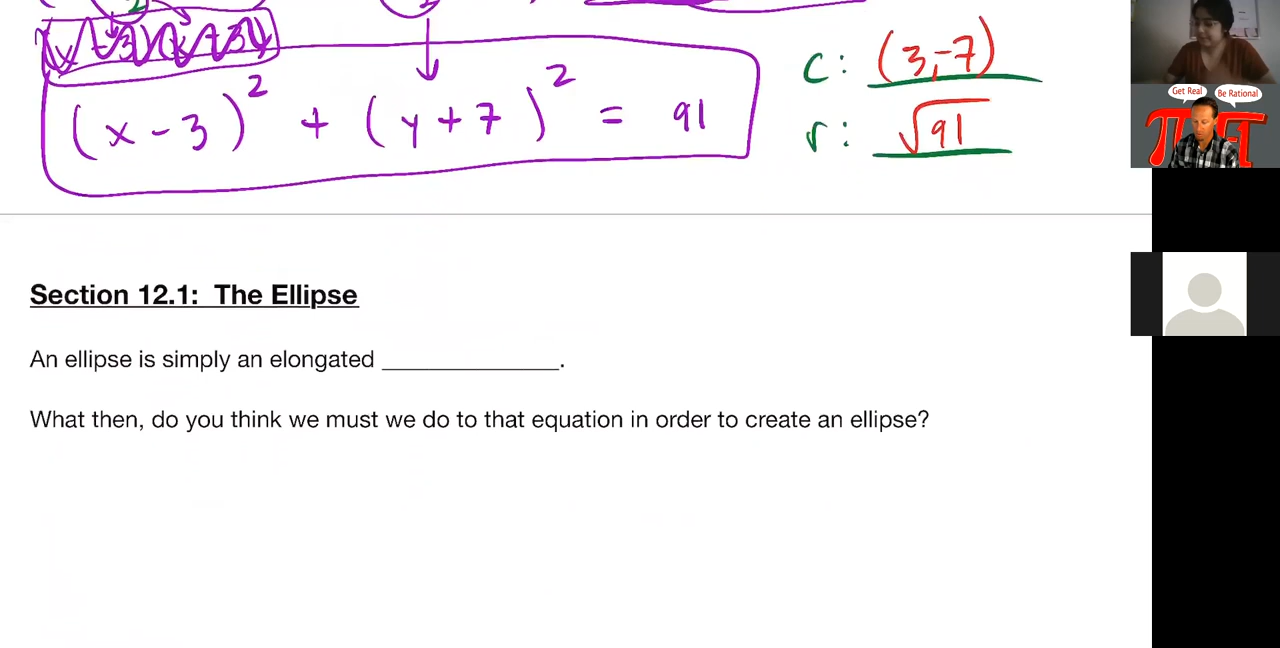 c: (3,-7)
(x-3)² + (y+7)² = 91
r: √91
Get Real
Be Rational
Section 12.1: The Ellipse
An ellipse is simply an elongated ______________.
What then, do you think we must we do to that equation in order to create an ellipse?